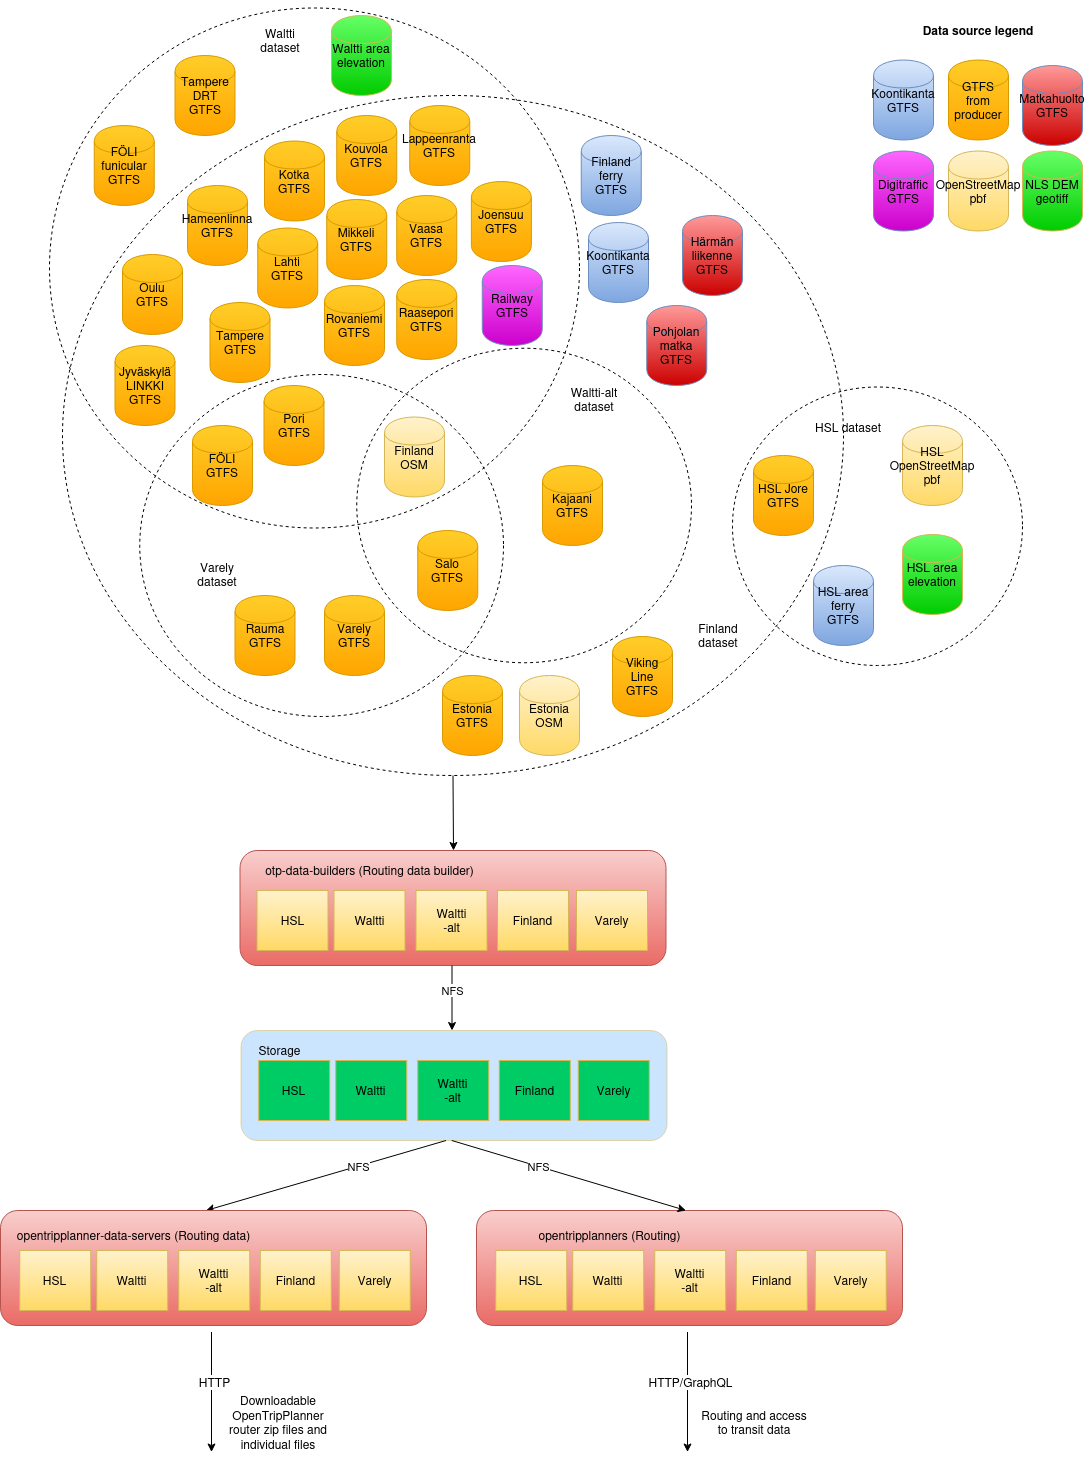 Waltti
dataset
Waltti area
elevation
Data source legend
Koontikanta
GTFS
GTFS
from
producer
Matkahuolto
GTFS
Digitraffic
GTFS
OpenStreetMap
pbf
NLS DEM
geotiff
Tampere
DRT
GTFS
FÖLI
funicular
GTFS
Kotka
GTFS
Kouvola
GTFS
Lappeenranta
GTFS
Finland
ferry
GTFS
Hameenlinna
GTFS
Lahti
GTFS
Mikkeli
GTFS
Vaasa
GTFS
Joensuu
GTFS
Koontikanta
GTFS
Härmän
liikenne
GTFS
Oulu
GTFS
Tampere
GTFS
Rovaniemi
GTFS
Raasepori
GTFS
Railway
GTFS
Pohjolan
matka
GTFS
Jyväskylä
LINKKI
GTFS
Pori
GTFS
FÖLI
GTFS
Finland
OSM
Waltti-alt
dataset
Kajaani
GTFS
HSL dataset
HSL Jore
GTFS
HSL
OpenStreetMap
pbf
HSL area
elevation
HSL area
ferry
GTFS
Varely
dataset
Salo
GTFS
Rauma
GTFS
Varely
GTFS
Finland
dataset
Viking
Line
GTFS
Estonia
GTFS
Estonia
OSM
otp-data-builders (Routing data builder)
HSL
Waltti
Waltti
-alt
Finland
Varely
NFS
Storage
HSL
Waltti
Waltti
-alt
Finland
Varely
NFS
NFS
opentripplanner-data-servers (Routing data)
HSL
Waltti
Waltti
-alt
Finland
Varely
opentripplanners (Routing)
HSL
Waltti
Waltti
-alt
Finland
Varely
HTTP
Downloadable
OpenTripPlanner
router zip files and
individual files
HTTP/GraphQL
Routing and access
to transit data